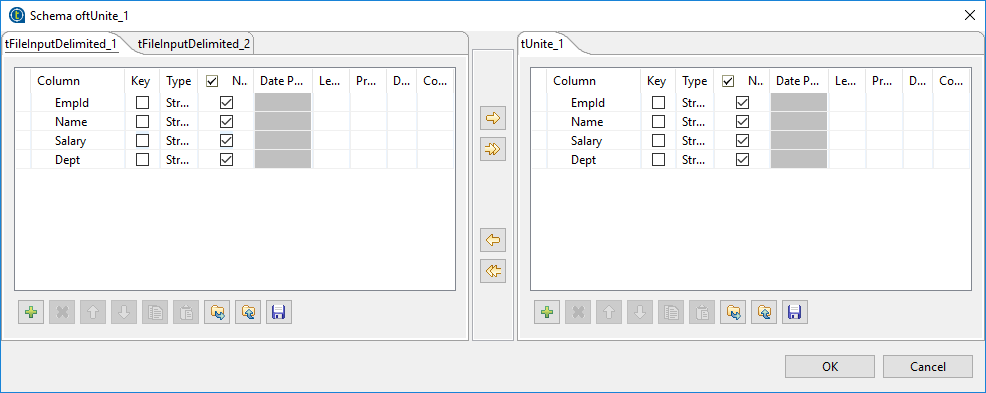 Schema oftUnite_1
tFileInputDelimited_1 tFileInputDelimited_2
Column Key Type N.. Date P... Le... Pr... D... Co...
EmpId Str...
Name Str...
Salary Str...
Dept Str...
tUnite_1
Column Key Type N.. Date P... Le... Pr... D... Co...
EmpId Str...
Name Str...
Salary Str...
Dept Str...
OK Cancel